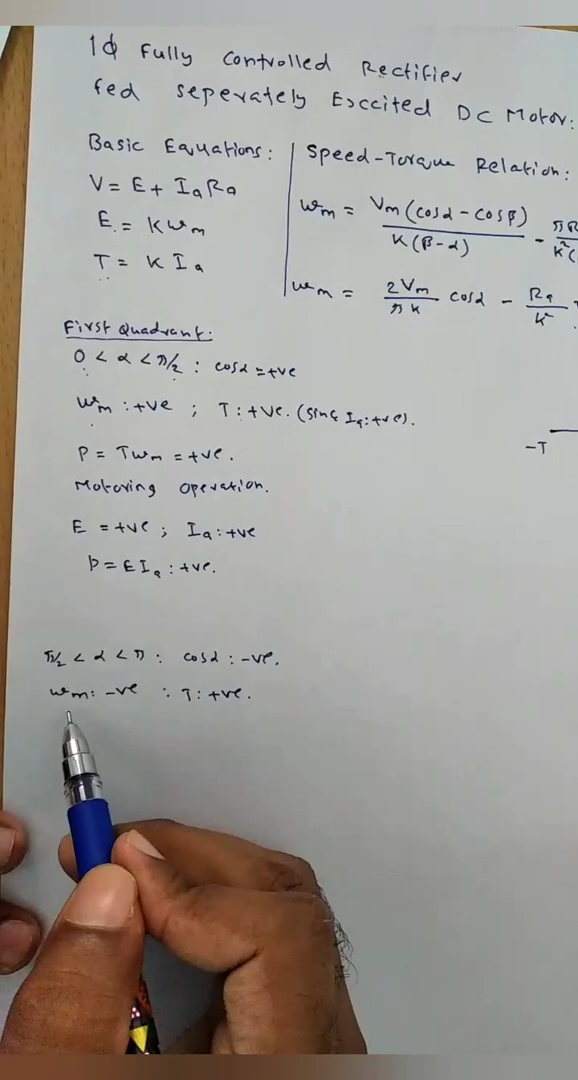 1ϕ Fully Controlled Rectifier
fed seperately Exccited DC Motor:
Basic Equations:
V = E + IaRa
E = Kωm
T = K Ia
Speed-Torque Relation:
ωm = Vm(cosα - cosβ) / K(β-α) -
ωm = 2Vm / πK cosα - Ra / K²
First Quadrant:
0 < α < π/2 : cosα = +ve
ωm : +ve ; T : +ve. (Since Ia : +ve).
P = Tωm = +ve.
-T
Motoring Operation.
E = +ve ; Ia : +ve
P = EIa : +ve.
π/2 < α < π : cosα : -ve.
ωm : -ve : T : +ve.